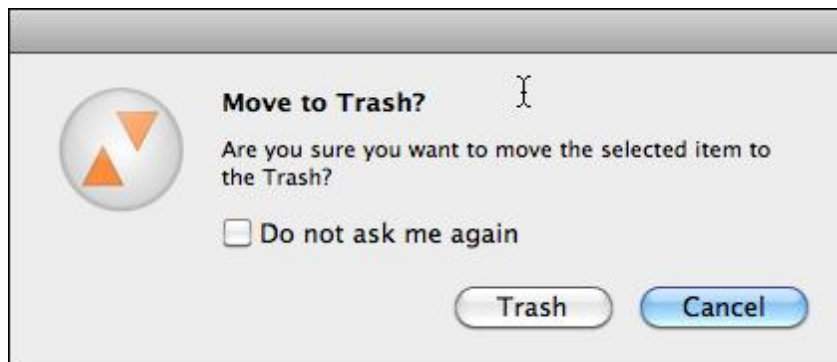 Move to Trash?
Are you sure you want to move the selected item to
the Trash?
Do not ask me again
Trash Cancel